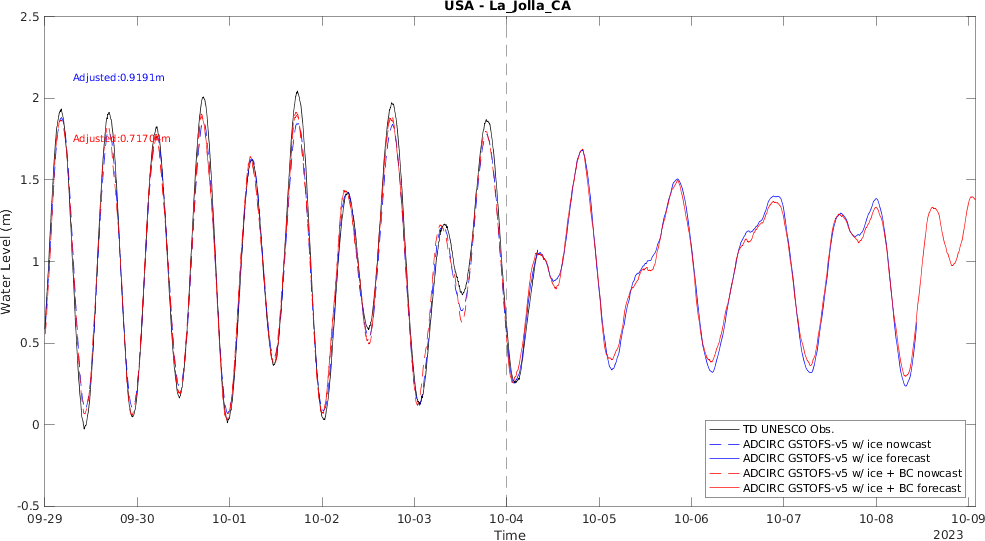 USA - La_Jolla_CA
2.5
2
1.5
1
0.5
0
-0.5
Water Level (m)
Adjusted:0.9191m
TD UNESCO Obs.
ADCIRC GSTOFS-v5 w/ ice nowcast
ADCIRC GSTOFS-v5 w/ ice forecast
ADCIRC GSTOFS-v5 w/ ice + BC nowcast
ADCIRC GSTOFS-v5 w/ ice + BC forecast
09-29 09-30 10-01 10-02 10-03 10-04 10-05 10-06 10-07 10-08 10-09
Time
2023